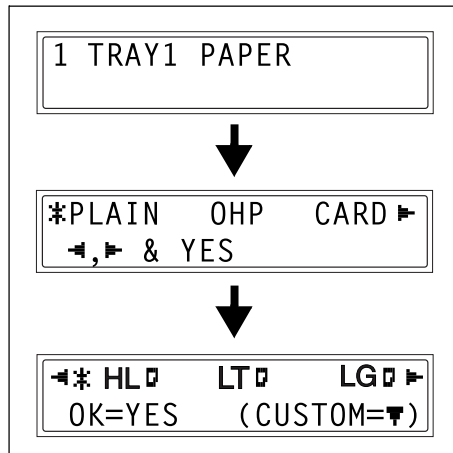 1 TRAY1 PAPER
*PLAIN OHP CARD ►
◄,► & YES
◄* HL LT LG ►
OK=YES (CUSTOM=▼)